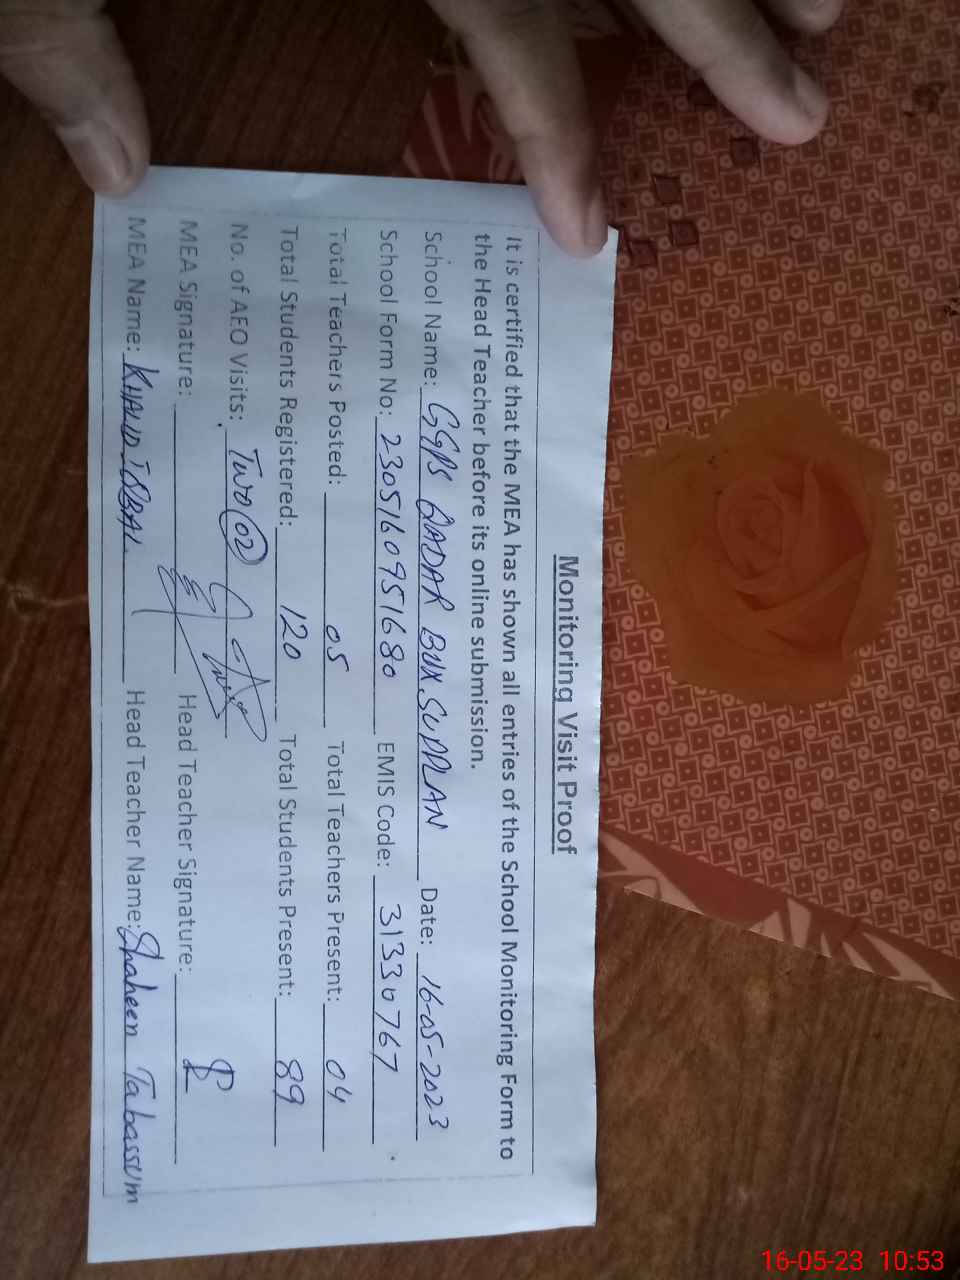 Monitoring Visit Proof
It is certified that the MEA has shown all entries of the School Monitoring Form to
the Head Teacher before its online submission.
School Name: GGPS QADAR BUX SUPPLAN Date: 16-05-2023
School Form No: 23051609516​80 EMIS Code: 31330767
Total Teachers Posted: 05 Total Teachers Present: 04
Total Students Registered: 120 Total Students Present: 89
No. of AEO Visits: Two (02)
MEA Signature: Head Teacher Signature:
MEA Name: KHALID IQBAL Head Teacher Name: Shaheen Tabassum
16-05-23 10:53